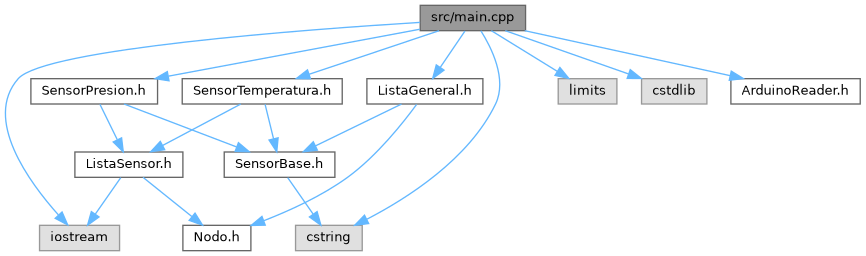 src/main.cpp
SensorPresion.h
SensorTemperatura.h
ListaGeneral.h
limits
cstdlib
ArduinoReader.h
ListaSensor.h
SensorBase.h
iostream
Nodo.h
cstring